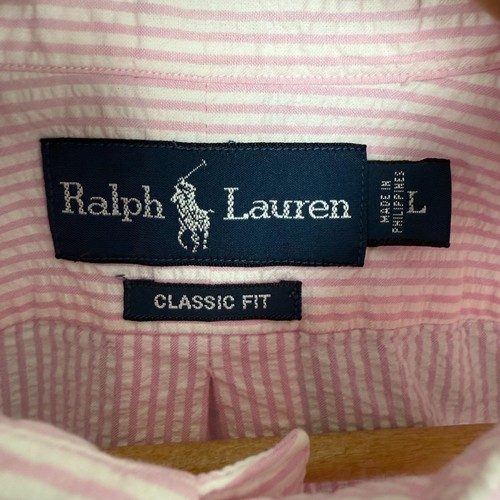 Ralph Lauren
MADE IN
PHILIPPINES
L
CLASSIC FIT